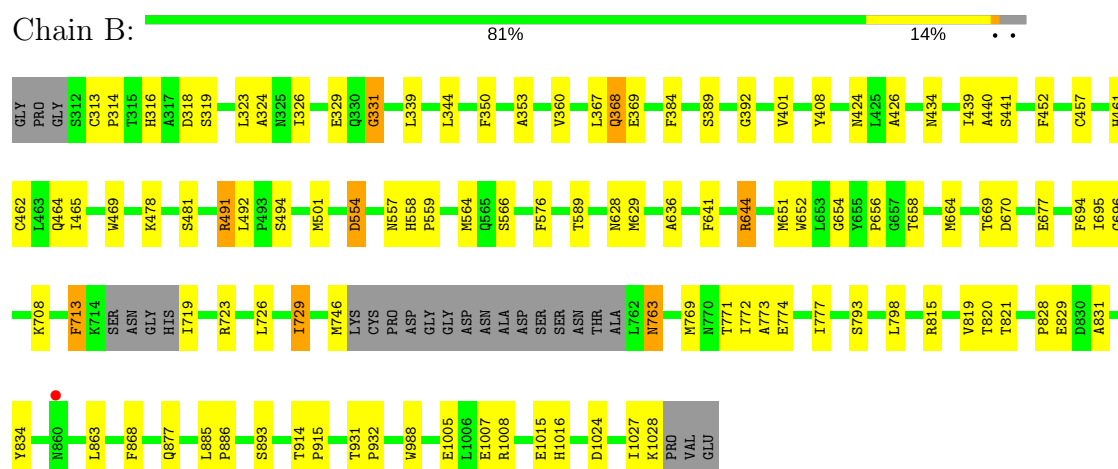 Chain B:
81% 14% • •
GLY PRO GLY S312 C313 P314 T315 H316 A317 D318 S319 L323 A324 N325 I326 E329 Q330 G331 L339 L344 F350 A353 V360 L367 Q368 E369 F384 S389 G392 V401 Y408 N424 L425 A426 N434 I439 A440 S441 F452 C457 H461
C462 L463 Q464 I465 W469 K478 S481 R491 L492 P493 S494 M501 D554 N557 H558 P559 M564 Q565 S566 F576 T589 N628 M629 A636 F641 R644 M651 W652 L653 G654 Y655 P656 G657 T658 M664 T669 D670 E677 F694 I695 G696
K708 F713 K714 SER ASN GLY HIS I719 R723 L726 I729 M746 LYS CYS PRO ASP GLY GLY ASP ASN ALA ASP SER SER ASN THR ALA L762 N763 M769 N770 T771 I772 A773 E774 I777 S793 L798 R815 V819 T820 T821 P828 E829 D830 A831
Y834 N860 L863 F868 Q877 L885 P886 S893 T914 P915 T931 P932 W988 E1005 L1006 E1007 R1008 E1015 H1016 D1024 I1027 K1028 PRO VAL GLU